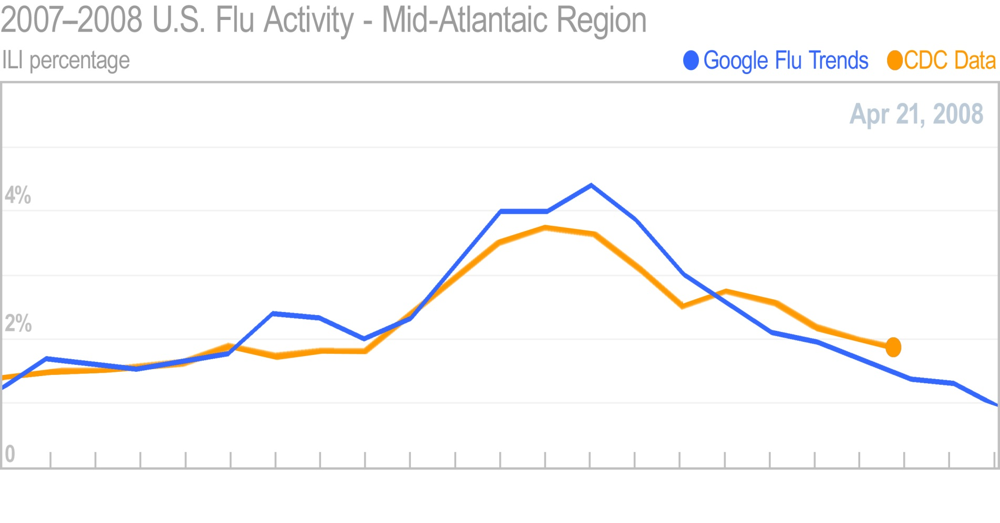 2007–2008 U.S. Flu Activity - Mid-Atlantaic Region
ILI percentage
Google Flu Trends
CDC Data
Apr 21, 2008
4%
2%
0